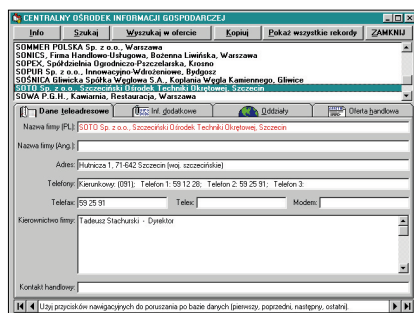 CENTRALNY OŚRODEK INFORMACJI GOSPODARCZEJ
Info Szukaj Wyszukaj w ofercie Kopiuj Pokaż wszystkie rekordy ZAMKNIJ
SOMMER POLSKA Sp. z o.o., Warszawa
SONICS, Firma Handlowo-Usługowa, Bożenna Liwińska, Warszawa
SOPEX, Spółdzielnia Ogrodniczo-Pszczelarska, Krosno
SOPUR Sp. z o.o., Innowacyjno-Wdrożeniowe, Bydgosz
SOŚNICA Gliwicka Spółka Węglowa S.A., Kopalnia Węgla Kamiennego, Gliwice
SOTO Sp. z o.o., Szczeciński Ośrodek Techniki Okrętowej, Szczecin
SOWA P.G.H., Kawiarnia, Restauracja, Warszawa
Dane teleadresowe Inf. dodatkowe Oddziały Oferta handlowa
Nazwa firmy (PL): SOTO Sp. z o.o., Szczeciński Ośrodek Techniki Okrętowej, Szczecin
Nazwa firmy (Ang.):
Adres: Hutnicza 1, 71-642 Szczecin (woj. szczecińskie)
Telefony: Kierunkowy: (091); Telefon 1: 59 12 28; Telefon 2: 59 25 91; Telefon 3:
Telefax: 59 25 91 Telex: Modem:
Kierownictwo firmy: Tadeusz Stachurski - Dyrektor
Kontakt handlowy:
Użyj przycisków nawigacyjnych do poruszania po bazie danych (pierwszy, poprzedni, następny, ostatni).